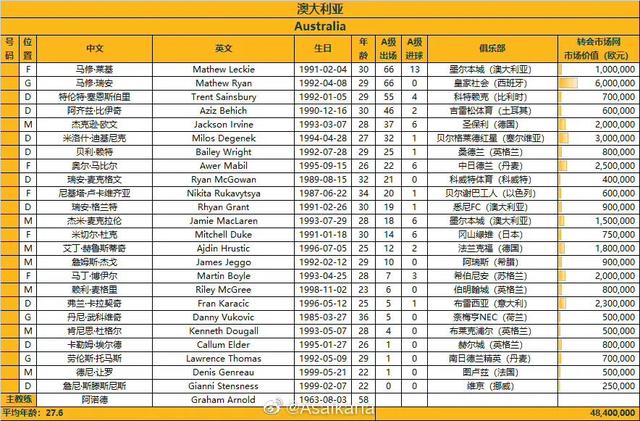 澳大利亚
Australia
号码 位置 中文 英文 生日 年龄 A级出场 A级进球 俱乐部 转会市场网市场价值（欧元）
F 马修·莱基 Mathew Leckie 1991-02-04 30 66 13 墨尔本城（澳大利亚） 1,000,000
G 马修·瑞安 Mathew Ryan 1992-04-08 29 66 0 皇家社会（西班牙） 6,000,000
D 特伦特·塞恩斯伯里 Trent Sainsbury 1992-01-05 29 55 4 科特赖克（比利时） 700,000
D 阿齐兹·比伊奇 Aziz Behich 1990-12-16 30 46 2 吉雷松体育（土耳其） 600,000
M 杰克逊·欧文 Jackson Irvine 1993-03-07 28 37 6 圣保利（德国） 2,000,000
D 米洛什·迪基尼克 Milos Degenek 1994-04-28 27 32 1 贝尔格莱德红星（塞尔维亚） 3,000,000
D 贝利·赖特 Bailey Wright 1992-07-28 29 25 1 桑德兰（英格兰） 800,000
F 奥尔·马比尔 Awer Mabil 1995-09-15 26 22 6 中日德兰（丹麦） 2,500,000
D 瑞安·麦克格文 Ryan McGowan 1989-08-15 32 21 0 科威特体育（科威特） 400,000
F 尼基塔·卢卡维齐亚 Nikita Rukavytsya 1987-06-22 34 20 1 贝尔谢巴工人（以色列） 600,000
D 瑞安·格兰特 Rhyan Grant 1991-02-26 30 19 1 悉尼FC（澳大利亚） 900,000
M 杰米·麦克拉伦 Jamie MacLaren 1993-07-29 28 18 6 墨尔本城（澳大利亚） 1,500,000
F 米切尔·杜克 Mitchell Duke 1991-01-18 30 14 6 冈山绿雉（日本） 750,000
M 艾丁·赫鲁斯蒂奇 Ajdin Hrustic 1996-07-05 25 12 2 法兰克福（德国） 1,800,000
M 詹姆斯·杰戈 James Jeggo 1992-02-12 29 10 0 阿瑞斯（希腊） 900,000
F 马丁·博伊尔 Martin Boyle 1993-04-25 28 7 3 希伯尼安（苏格兰） 2,000,000
M 赖利·麦格里 Riley McGree 1998-11-02 23 6 0 伯明翰城（英格兰） 800,000
D 弗兰·卡拉契奇 Fran Karacic 1996-05-12 25 5 1 布雷西亚（意大利） 2,300,000
G 丹尼·武科维奇 Danny Vukovic 1985-03-27 36 5 0 奈梅亨NEC（荷兰） 500,000
M 肯尼思·杜格尔 Kenneth Dougall 1993-05-07 28 4 0 布莱克浦尔（英格兰） 500,000
D 卡勒姆·埃尔德 Callum Elder 1995-01-27 26 1 0 赫尔城（英格兰） 800,000
G 劳伦斯·托马斯 Lawrence Thomas 1992-05-09 29 1 0 南日德兰精英（丹麦） 700,000
M 德尼·让罗 Denis Genreau 1999-05-21 22 1 0 图卢兹（法国） 500,000
D 詹尼·斯滕斯尼斯 Gianni Stensness 1999-02-07 22 0 0 维京（挪威） 250,000
主教练 阿诺德 Graham Arnold 1963-08-03 58
平均年龄：27.6 48,400,000
@Asaikana